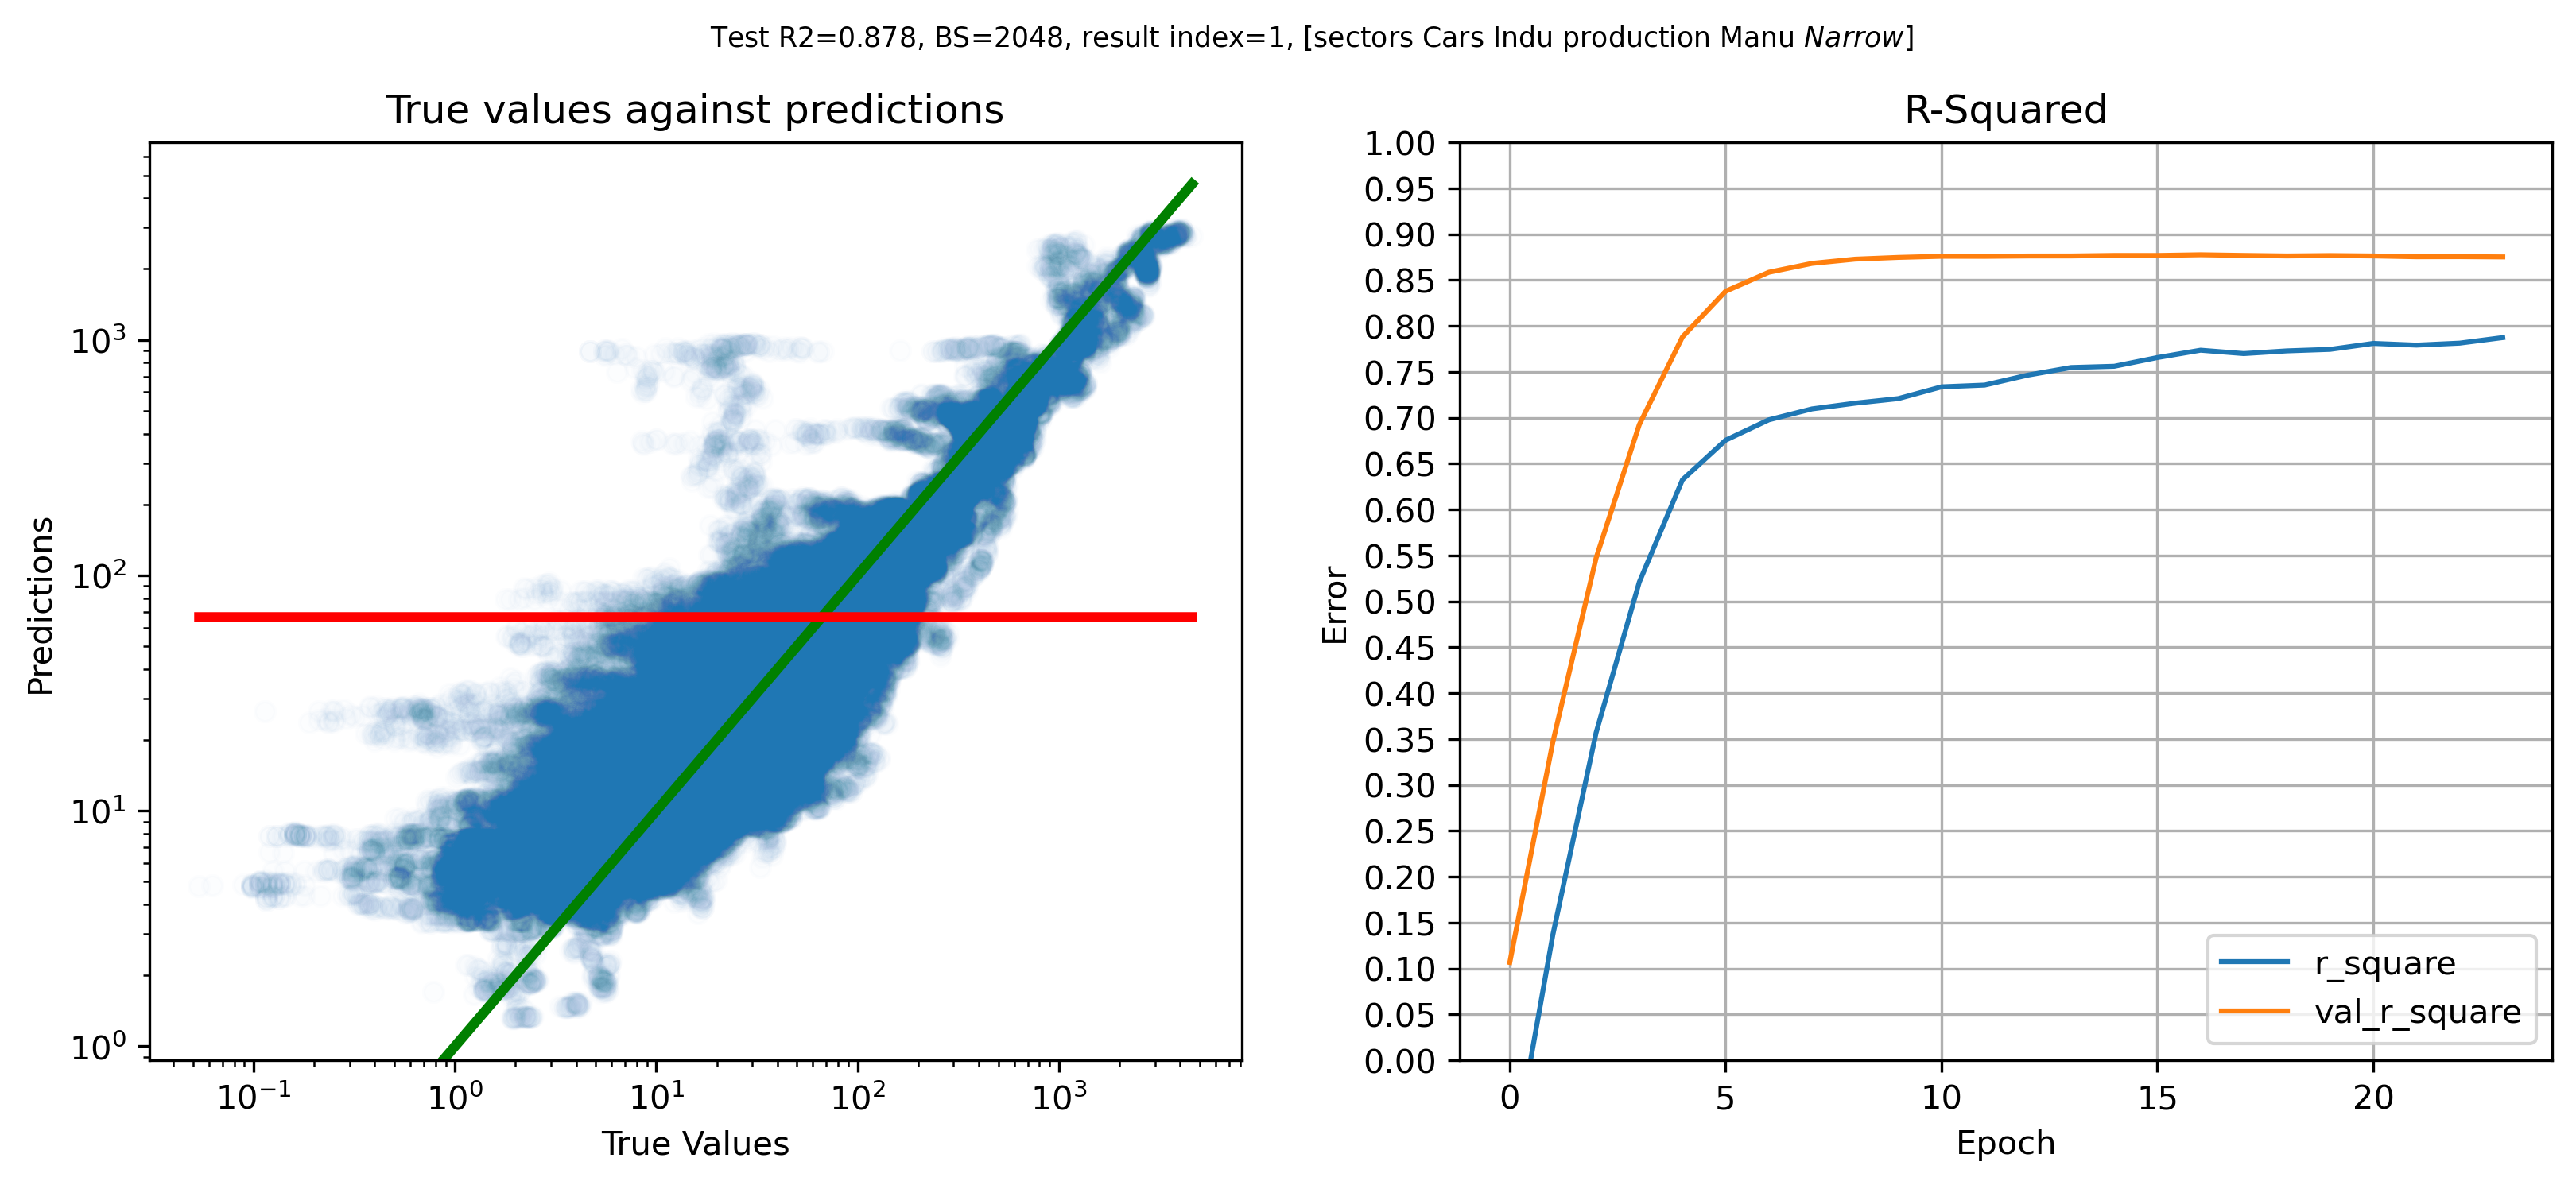 Test R2=0.878, BS=2048, result index=1, [sectors Cars Indu production Manu Narrow]
True values against predictions
Predictions
10³
10²
10¹
10⁰
10⁻¹ 10⁰ 10¹ 10² 10³
True Values
R-Squared
Error
1.00
0.95
0.90
0.85
0.80
0.75
0.70
0.65
0.60
0.55
0.50
0.45
0.40
0.35
0.30
0.25
0.20
0.15
0.10
0.05
0.00
r_square
val_r_square
0 5 10 15 20
Epoch